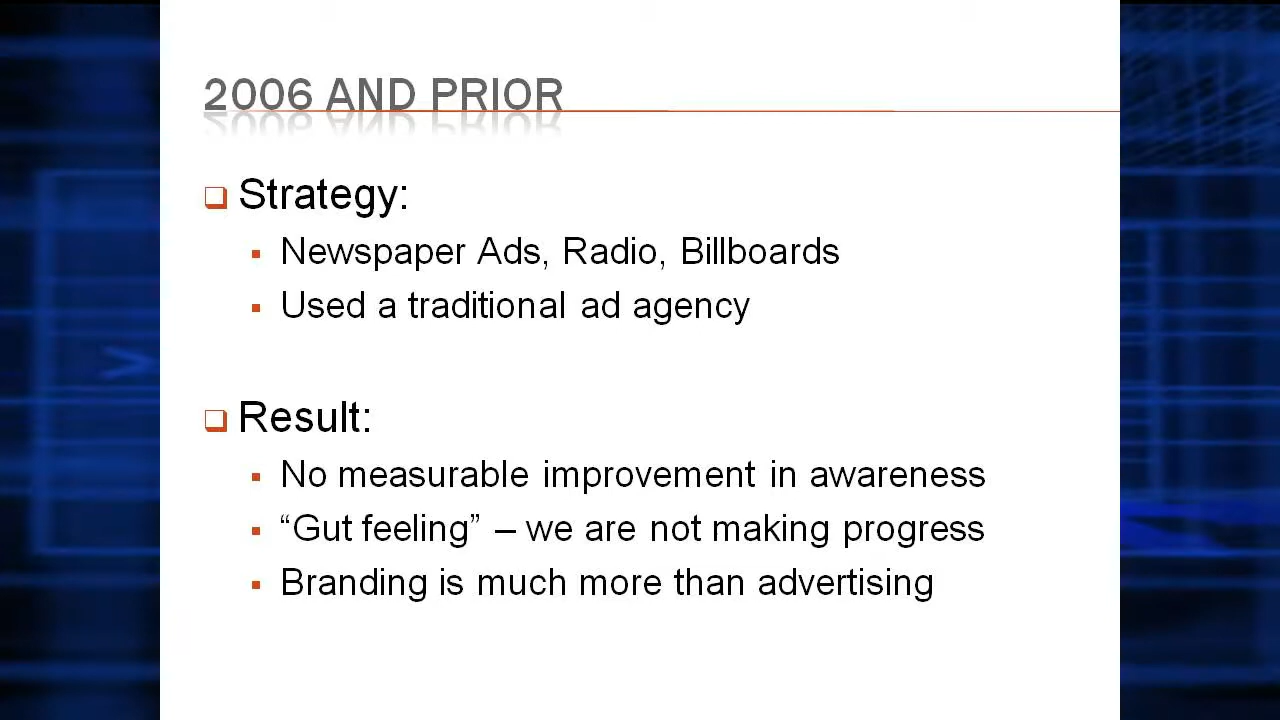 2006 AND PRIOR
Strategy:
Newspaper Ads, Radio, Billboards
Used a traditional ad agency
Result:
No measurable improvement in awareness
“Gut feeling” – we are not making progress
Branding is much more than advertising